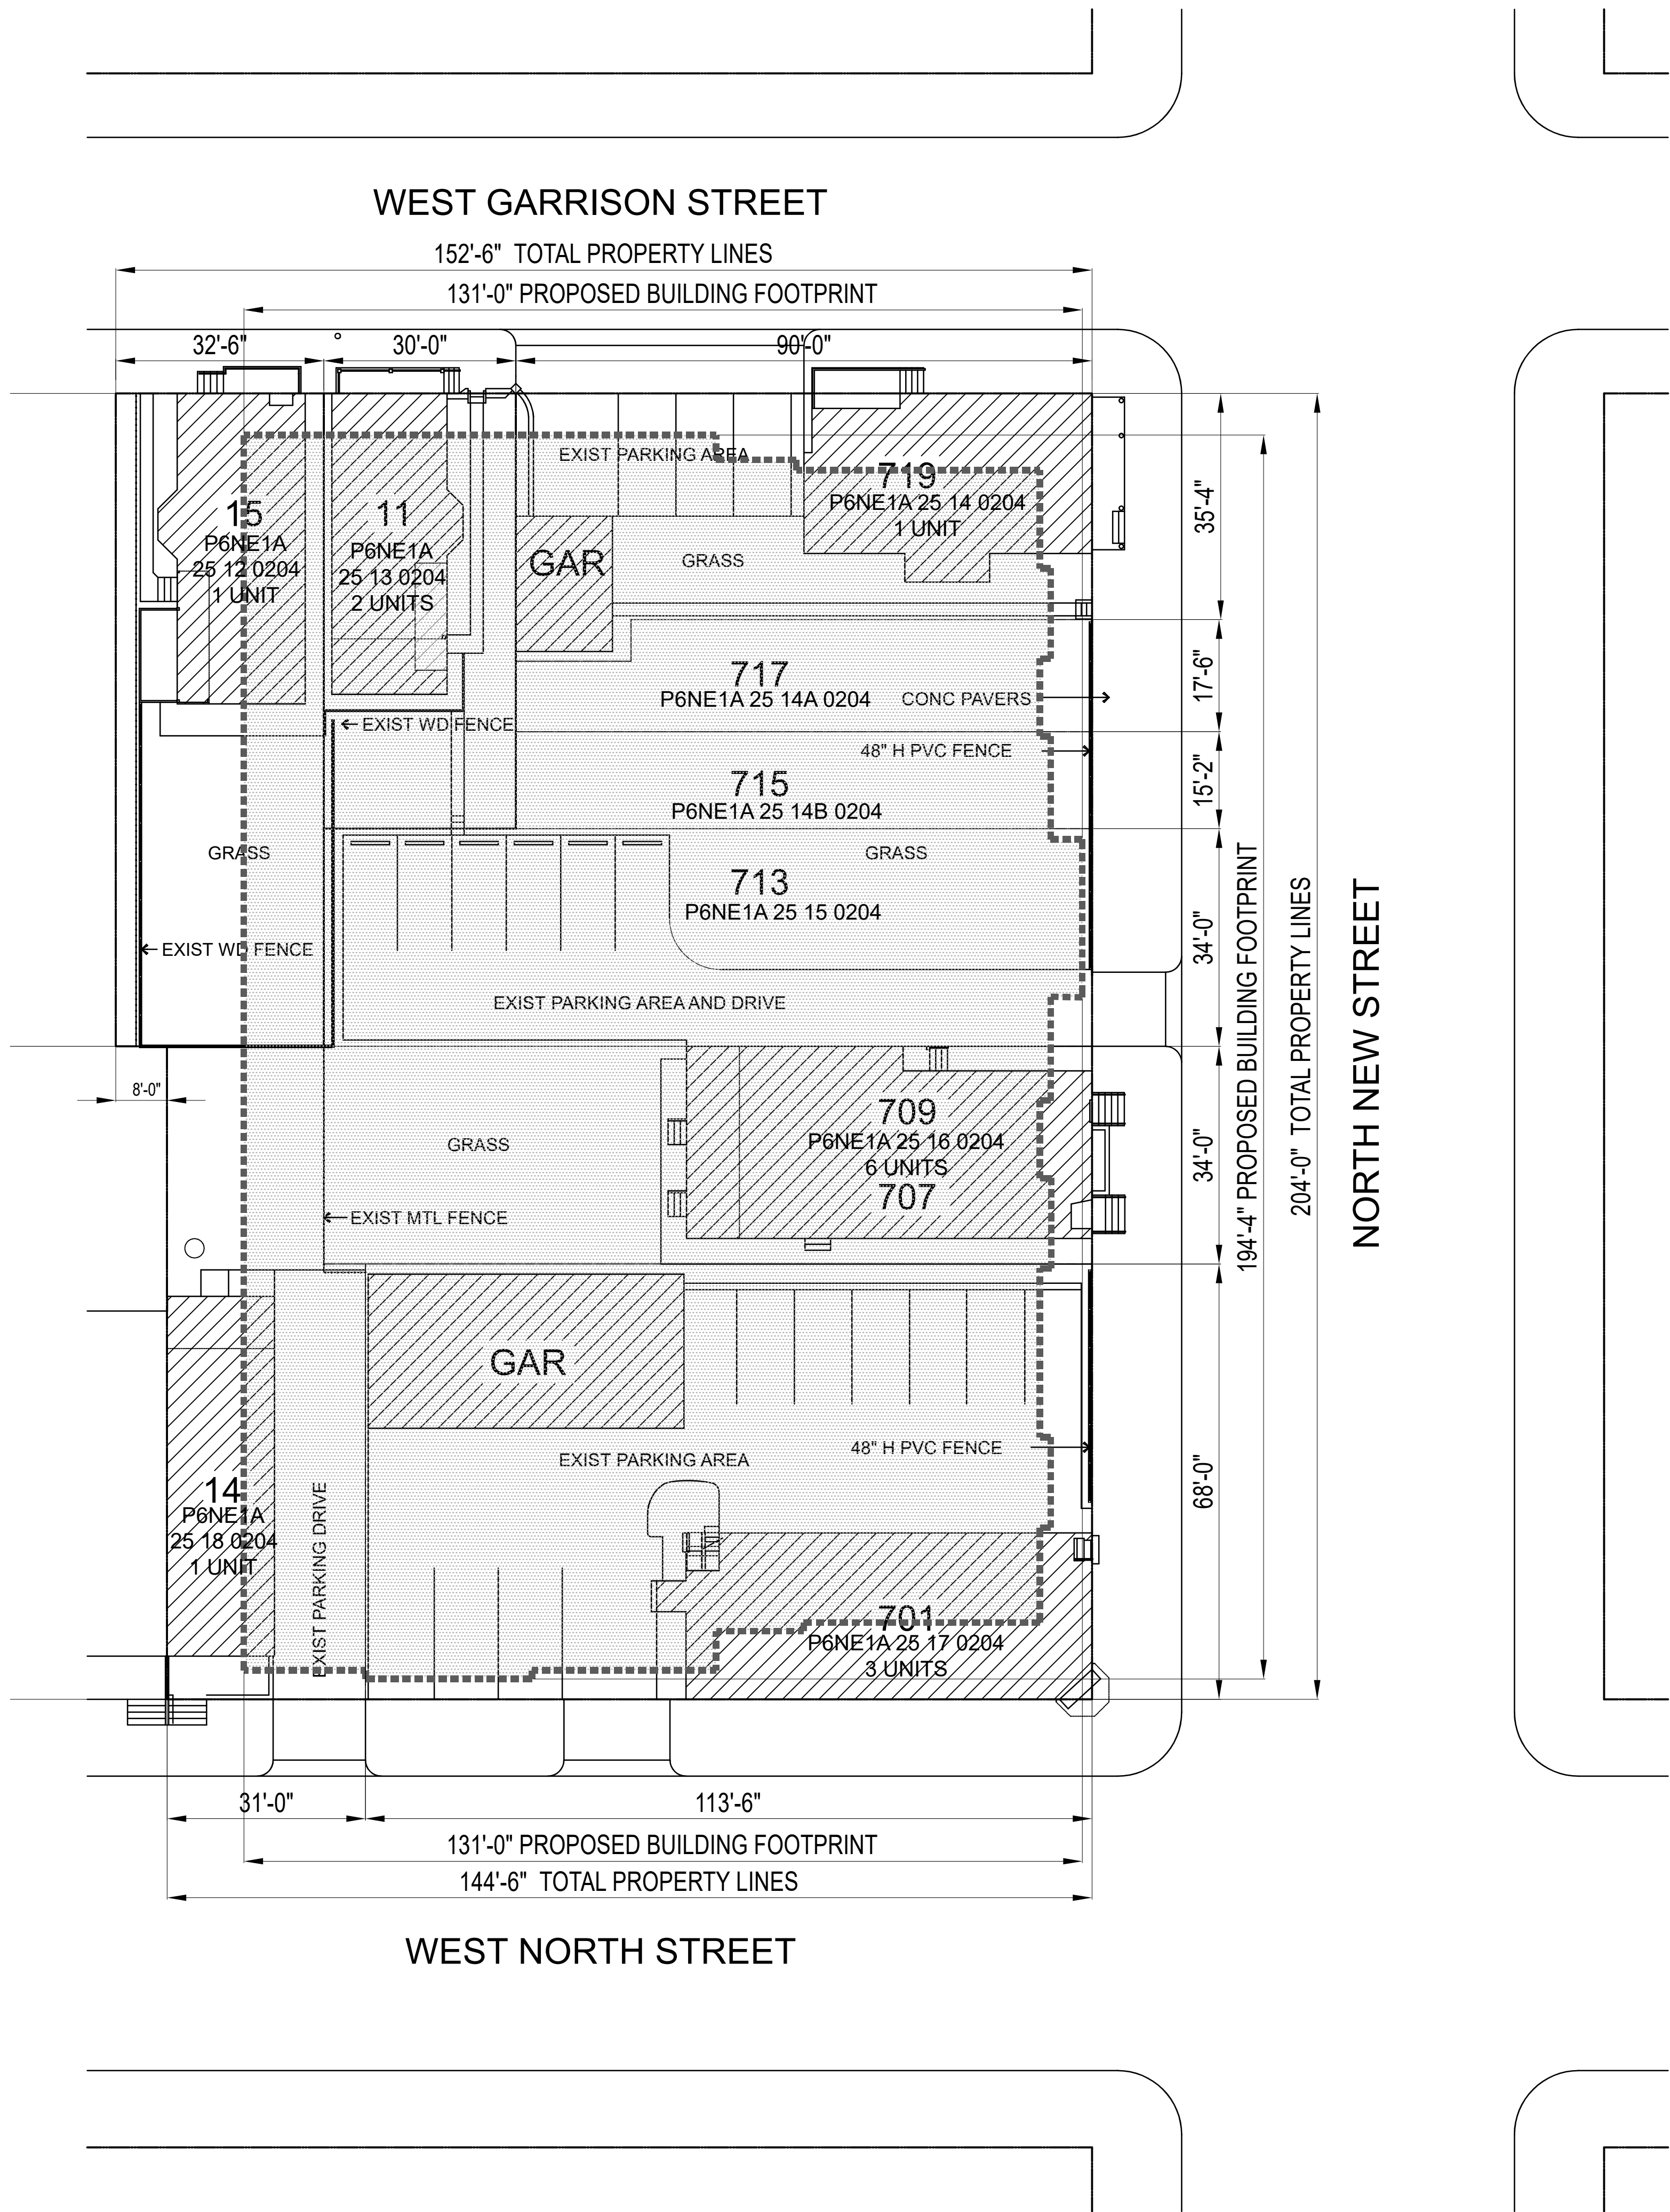 WEST GARRISON STREET
152'-6" TOTAL PROPERTY LINES
131'-0" PROPOSED BUILDING FOOTPRINT
32'-6"
30'-0"
90'-0"
EXIST PARKING AREA
15
P6NE1A
25 12 0204
1 UNIT
11
P6NE1A
25 13 0204
2 UNITS
GAR
GRASS
719
P6NE1A 25 14 0204
1 UNIT
35'-4"
717
P6NE1A 25 14A 0204
CONC PAVERS
17'-6"
EXIST WD FENCE
48" H PVC FENCE
715
P6NE1A 25 14B 0204
15'-2"
GRASS
GRASS
713
P6NE1A 25 15 0204
34'-0"
EXIST WD FENCE
EXIST PARKING AREA AND DRIVE
194'-4" PROPOSED BUILDING FOOTPRINT
204'-0" TOTAL PROPERTY LINES
NORTH NEW STREET
8'-0"
GRASS
709
P6NE1A 25 16 0204
6 UNITS
707
34'-0"
EXIST MTL FENCE
GAR
EXIST PARKING AREA
48" H PVC FENCE
68'-0"
14
P6NE1A
25 18 0204
1 UNIT
EXIST PARKING DRIVE
701
P6NE1A 25 17 0204
3 UNITS
31'-0"
113'-6"
131'-0" PROPOSED BUILDING FOOTPRINT
144'-6" TOTAL PROPERTY LINES
WEST NORTH STREET